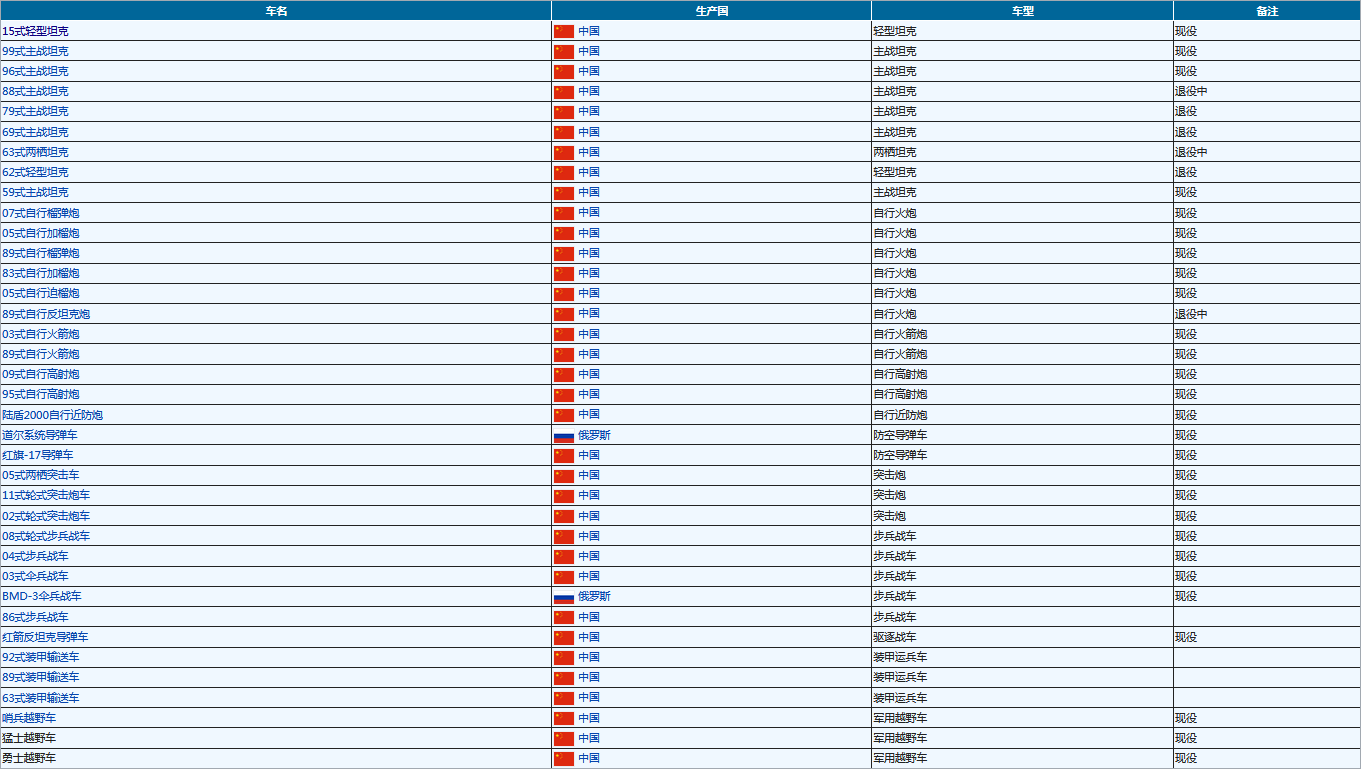 车名 生产国 车型 备注
15式轻型坦克 中国 轻型坦克 现役
99式主战坦克 中国 主战坦克 现役
96式主战坦克 中国 主战坦克 现役
88式主战坦克 中国 主战坦克 退役中
79式主战坦克 中国 主战坦克 退役
69式主战坦克 中国 主战坦克 退役
63式两栖坦克 中国 两栖坦克 退役中
62式轻型坦克 中国 轻型坦克 退役
59式主战坦克 中国 主战坦克 现役
07式自行榴弹炮 中国 自行火炮 现役
05式自行加榴炮 中国 自行火炮 现役
89式自行榴弹炮 中国 自行火炮 现役
83式自行加榴炮 中国 自行火炮 现役
05式自行迫榴炮 中国 自行火炮 现役
89式自行反坦克炮 中国 自行火炮 退役中
03式自行火箭炮 中国 自行火箭炮 现役
89式自行火箭炮 中国 自行火箭炮 现役
09式自行高射炮 中国 自行高射炮 现役
95式自行高射炮 中国 自行高射炮 现役
陆盾2000自行近防炮 中国 自行近防炮 现役
道尔系统导弹车 俄罗斯 防空导弹车 现役
红旗-17导弹车 中国 防空导弹车 现役
05式两栖突击车 中国 突击炮 现役
11式轮式突击炮车 中国 突击炮 现役
02式轮式突击炮车 中国 突击炮 现役
08式轮式步兵战车 中国 步兵战车 现役
04式步兵战车 中国 步兵战车 现役
03式伞兵战车 中国 步兵战车 现役
BMD-3伞兵战车 俄罗斯 步兵战车 现役
86式步兵战车 中国 步兵战车
红箭反坦克导弹车 中国 驱逐战车 现役
92式装甲输送车 中国 装甲运兵车
89式装甲输送车 中国 装甲运兵车
63式装甲输送车 中国 装甲运兵车
哨兵越野车 中国 军用越野车 现役
猛士越野车 中国 军用越野车 现役
勇士越野车 中国 军用越野车 现役